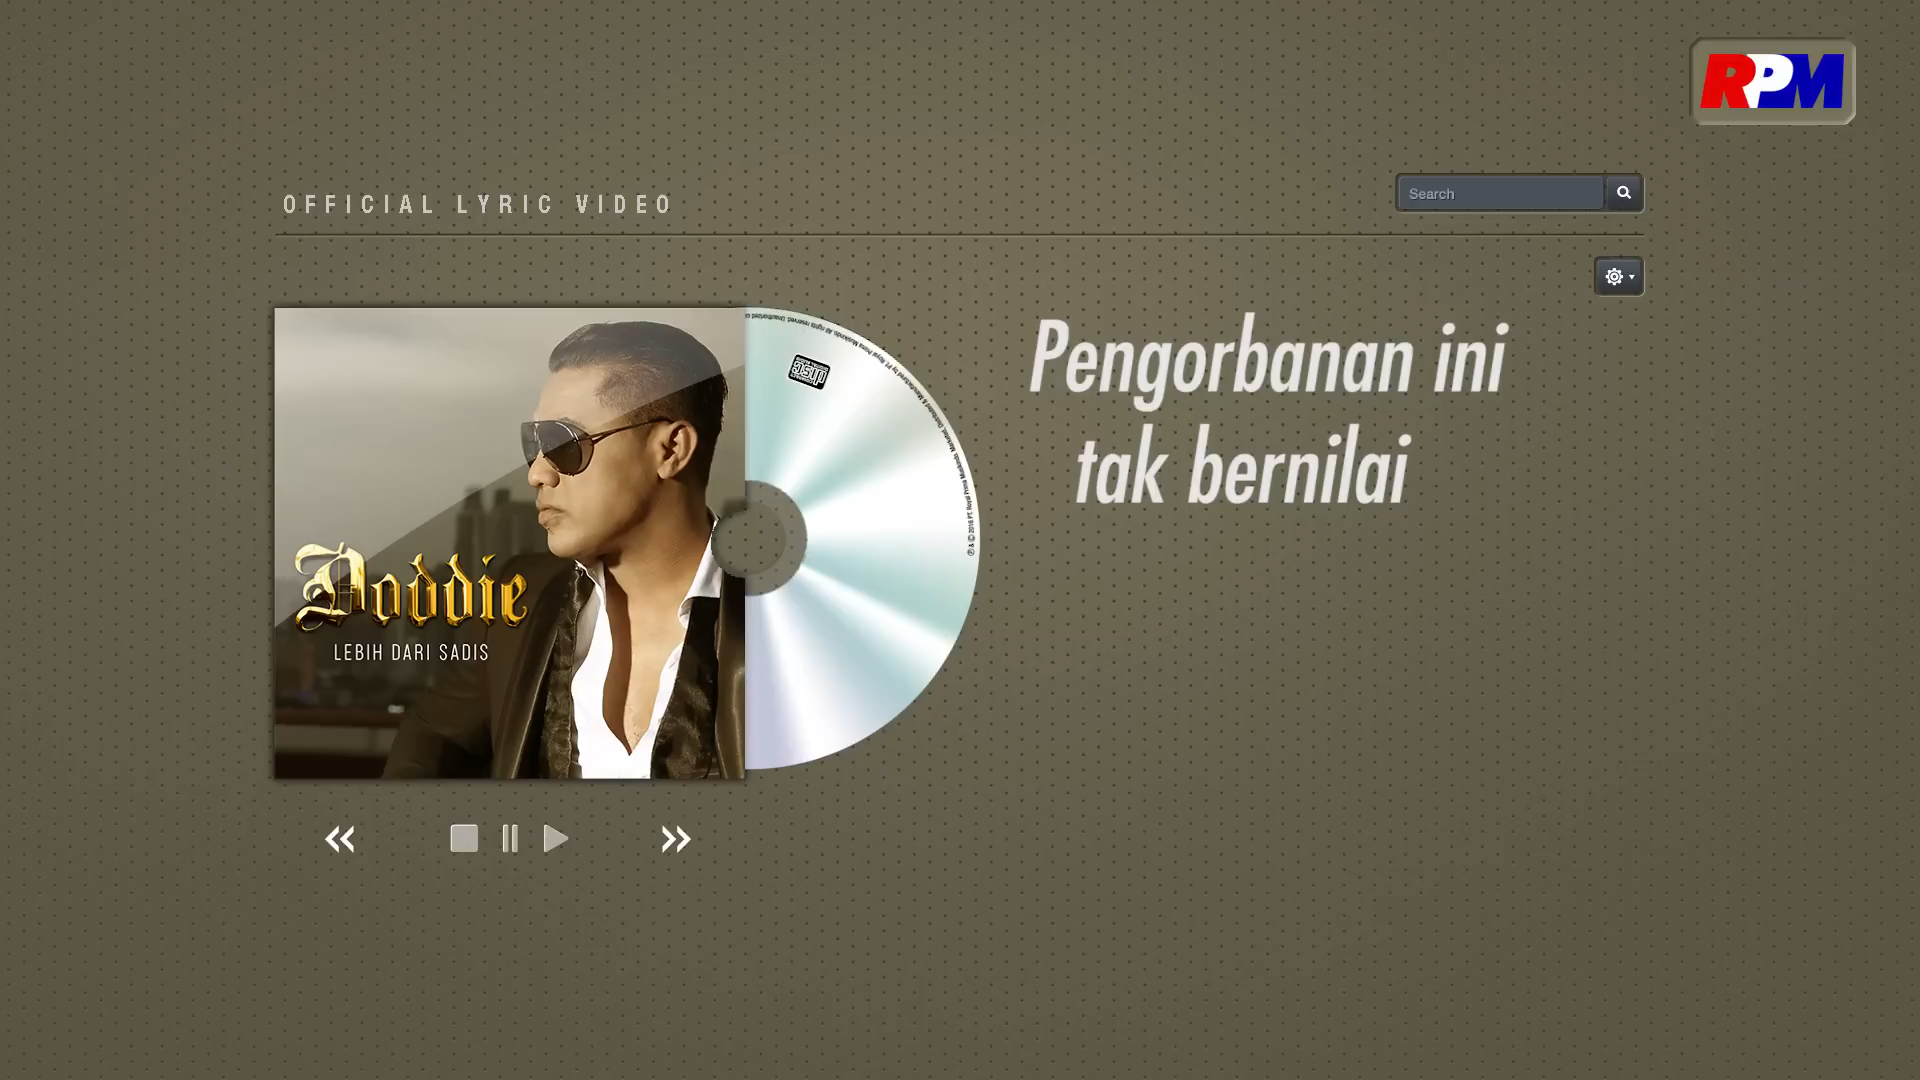 RPM
OFFICIAL LYRIC VIDEO
Search
Pengorbanan ini
tak bernilai
Doddie
LEBIH DARI SADIS